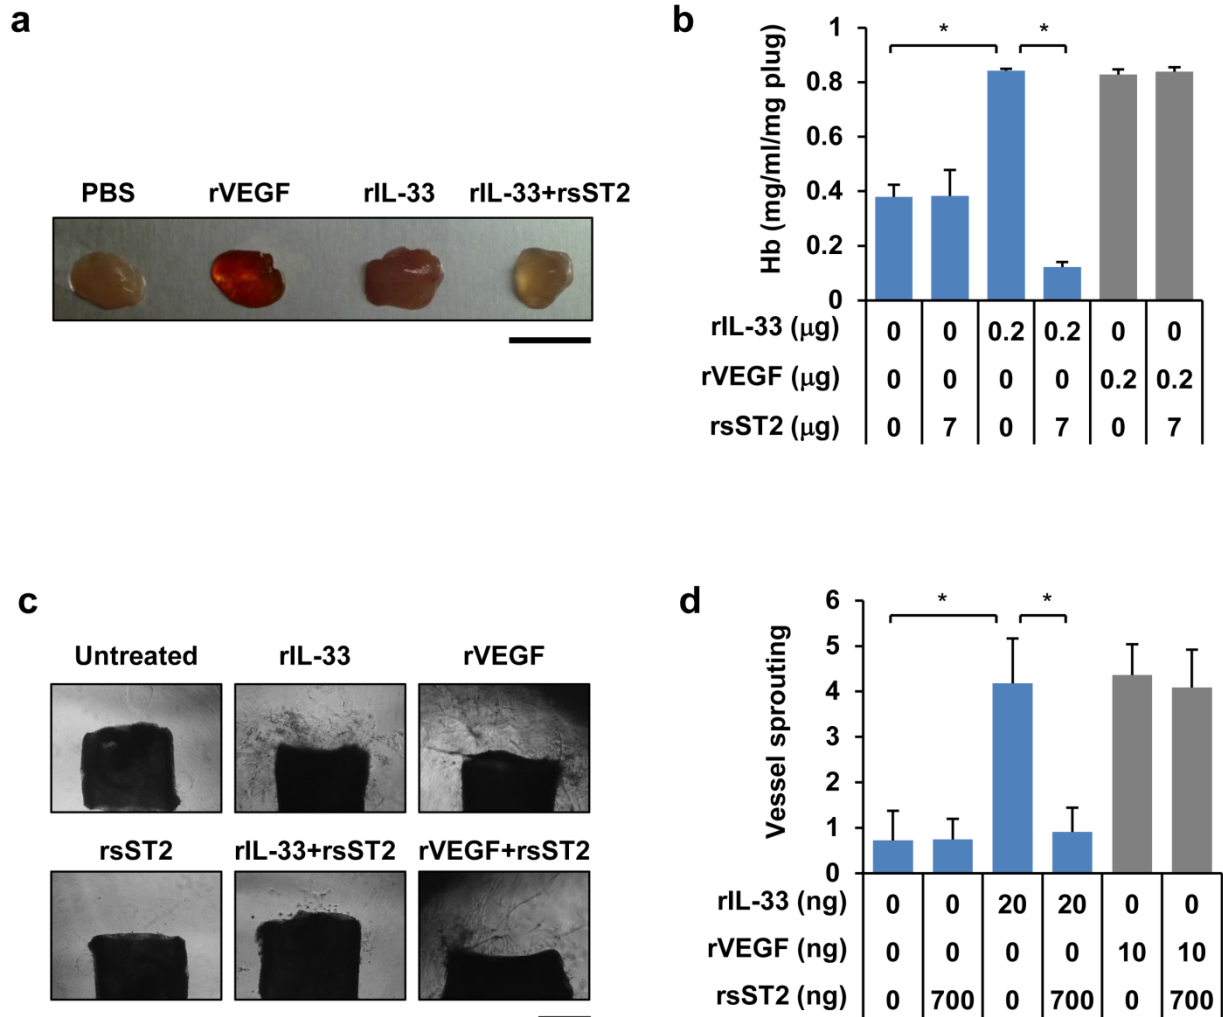 a
PBS rVEGF rIL-33 rIL-33+rsST2
b
Hb (mg/ml/mg plug)
1
0.8
0.6
0.4
0.2
0
* *
rIL-33 (μg) 0 0 0.2 0.2 0 0
rVEGF (μg) 0 0 0 0 0.2 0.2
rsST2 (μg) 0 7 0 7 0 7
c
Untreated rIL-33 rVEGF
rsST2 rIL-33+rsST2 rVEGF+rsST2
d
Vessel sprouting
6
5
4
3
2
1
0
* *
rIL-33 (ng) 0 0 20 20 0 0
rVEGF (ng) 0 0 0 0 10 10
rsST2 (ng) 0 700 0 700 0 700